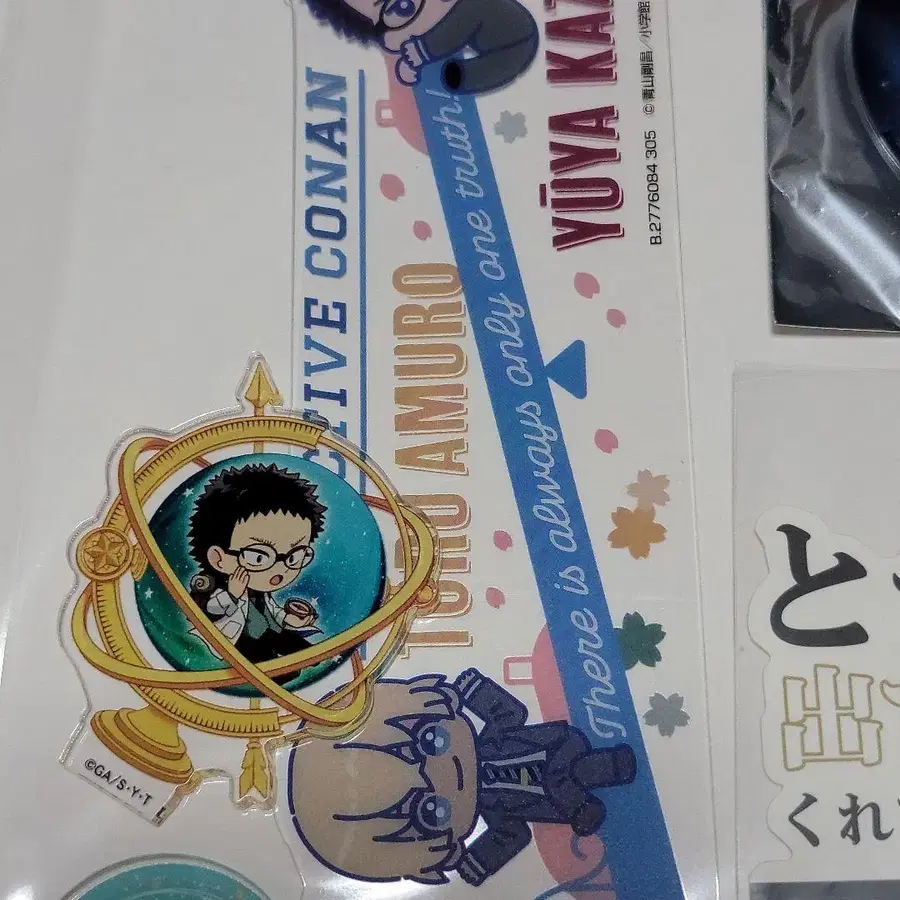 CTIVE CONAN
TORU AMURO
There is always only one truth!
YŪYA KAZ
B.2776084 305 © 青山剛昌／小学館
©GA/S・Y・T
と
くれ